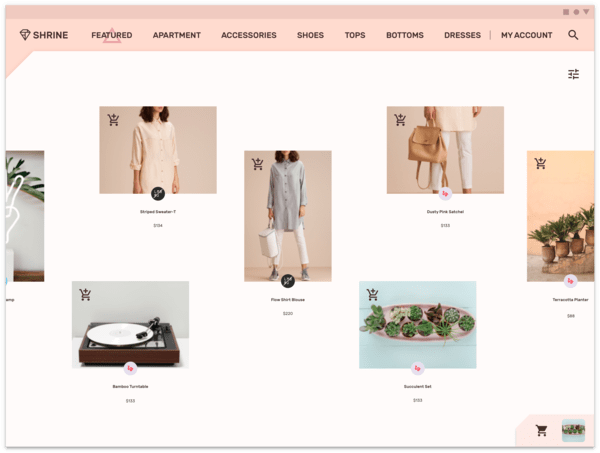 SHRINE
FEATURED
APARTMENT
ACCESSORIES
SHOES
TOPS
BOTTOMS
DRESSES
MY ACCOUNT
Striped Sweater-T
$134
Dusty Pink Satchel
$133
amp
Flow Shirt Blouse
$220
Terracotta Planter
$89
Bamboo Turntable
$133
Succulent Set
$133